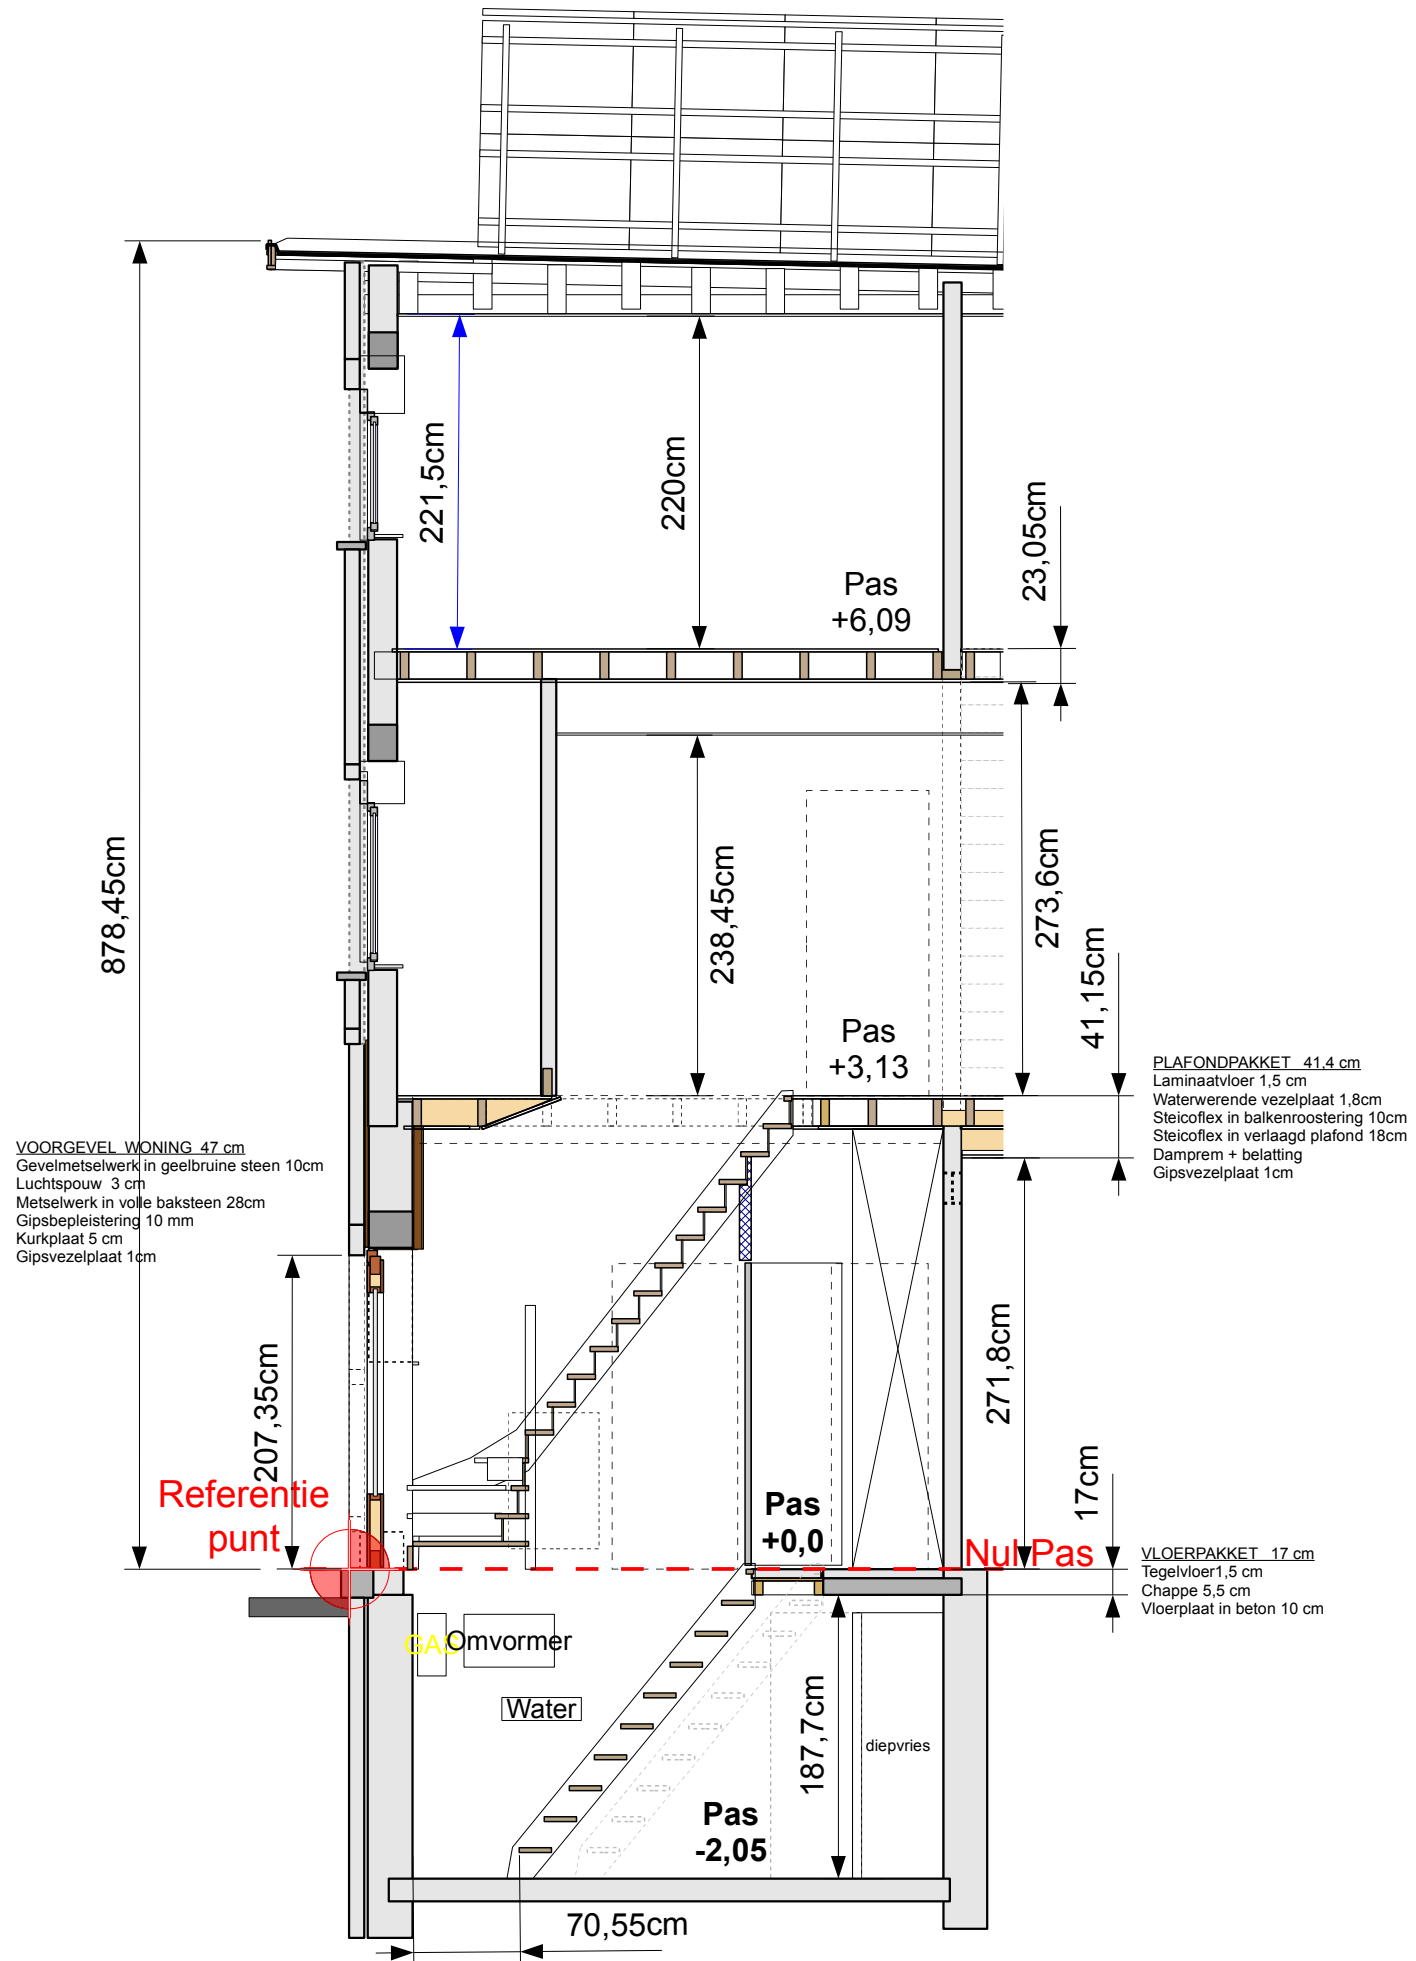 221,5cm
220cm
23,05cm
Pas
+6,09
878,45cm
238,45cm
273,6cm
41,15cm
Pas
+3,13
PLAFONDPAKKET 41,4 cm
Laminaatvloer 1,5 cm
Waterwerende vezelplaat 1,8cm
Steicoflex in balkenroostering 10cm
Steicoflex in verlaagd plafond 18cm
Damprem + belatting
Gipsvezelplaat 1cm
VOORGEVEL WONING 47 cm
Gevelmetselwerk in geelbruine steen 10cm
Luchtspouw 3 cm
Metselwerk in volle baksteen 28cm
Gipsbepleistering 10 mm
Kurkplaat 5 cm
Gipsvezelplaat 1cm
207,35cm
271,8cm
Referentie
punt
Pas
+0,0
17cm
Nul Pas
VLOERPAKKET 17 cm
Tegelvloer1,5 cm
Chappe 5,5 cm
Vloerplaat in beton 10 cm
GAS
Omvormer
Water
187,7cm
diepvries
Pas
-2,05
70,55cm